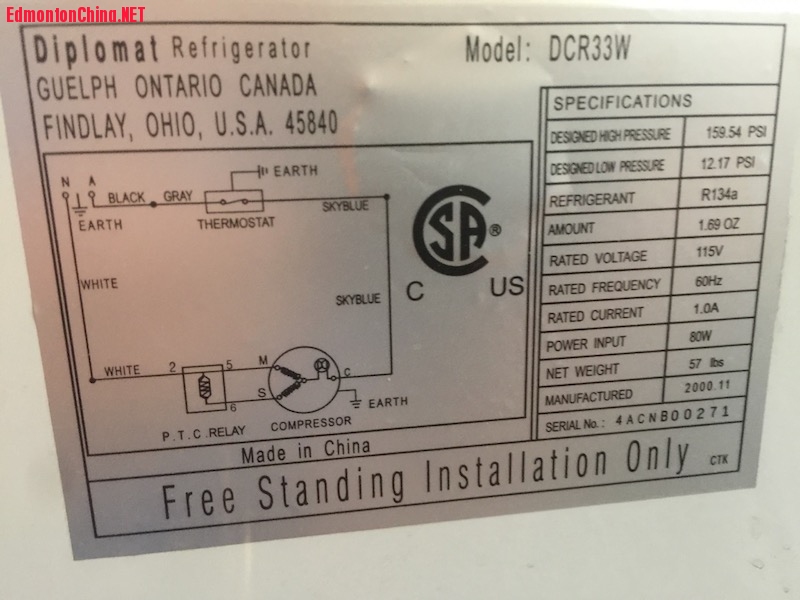 EdmontonChina.NET
Diplomat Refrigerator
Model: DCR33W
GUELPH ONTARIO CANADA
FINDLAY, OHIO, U.S.A. 45840
N A
BLACK GRAY
EARTH
EARTH
THERMOSTAT
SKYBLUE
WHITE
SKYBLUE
WHITE 2 5 M
C
S
6
EARTH
P.T.C.RELAY COMPRESSOR
CSA ®
C US
SPECIFICATIONS
DESIGNED HIGH PRESSURE 159.54 PSI
DESIGNED LOW PRESSURE 12.17 PSI
REFRIGERANT R134a
AMOUNT 1.69 OZ
RATED VOLTAGE 115V
RATED FREQUENCY 60Hz
RATED CURRENT 1.0A
POWER INPUT 80W
NET WEIGHT 57 lbs
MANUFACTURED 2000.11
SERIAL No.: 4ACNB00271
Made in China
Free Standing Installation Only CTK